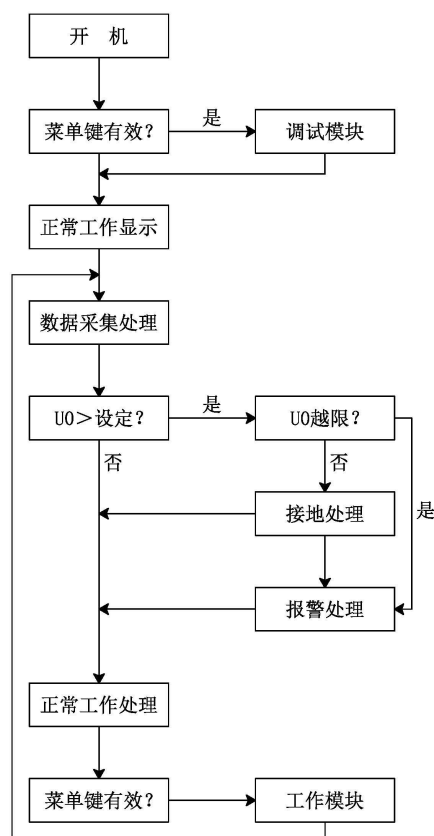 开 机
菜单键有效?
是
调试模块
正常工作显示
数据采集处理
U0>设定?
是
U0越限?
否
否
接地处理
是
报警处理
正常工作处理
菜单键有效?
工作模块